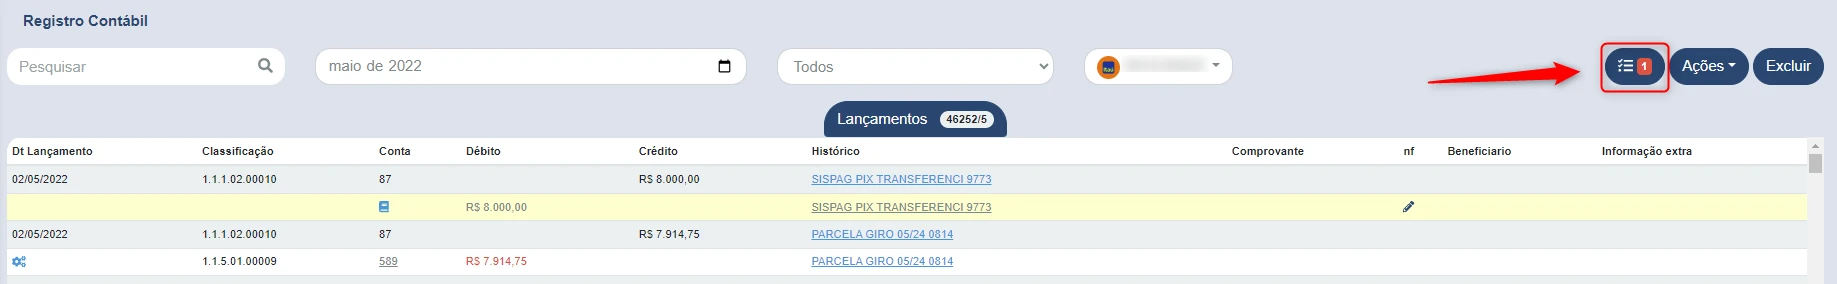 Registro Contábil
Pesquisar maio de 2022 Todos Itaú 1 Ações Excluir
Lançamentos 46252/5
Dt Lançamento Classificação Conta Débito Crédito Histórico Comprovante nf Beneficiario Informação extra
02/05/2022 1.1.1.02.00010 87 R$ 8.000,00 SISPAG PIX TRANSFERENCI 9773
R$ 8.000,00 SISPAG PIX TRANSFERENCI 9773
02/05/2022 1.1.1.02.00010 87 R$ 7.914,75 PARCELA GIRO 05/24 0814
1.1.5.01.00009 589 R$ 7.914,75 PARCELA GIRO 05/24 0814